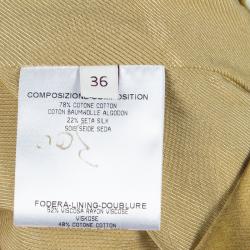 36
COMPOSIZIONE-COMPOSITION
78% COTONE COTTON
COTON BAUMWOLLE ALGODON
22% SETA SILK
SOIE SEIDE SEDA
FODERA-LINING-DOUBLURE
52% VISCOSA RAYON VISCOSE
VISKOSE
48% COTONE COTTON